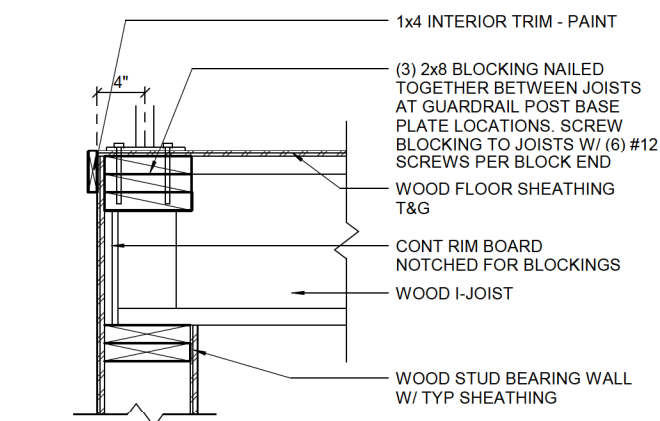 1x4 INTERIOR TRIM - PAINT
4"
(3) 2x8 BLOCKING NAILED
TOGETHER BETWEEN JOISTS
AT GUARDRAIL POST BASE
PLATE LOCATIONS. SCREW
BLOCKING TO JOISTS W/ (6) #12
SCREWS PER BLOCK END
WOOD FLOOR SHEATHING
T&G
CONT RIM BOARD
NOTCHED FOR BLOCKINGS
WOOD I-JOIST
WOOD STUD BEARING WALL
W/ TYP SHEATHING